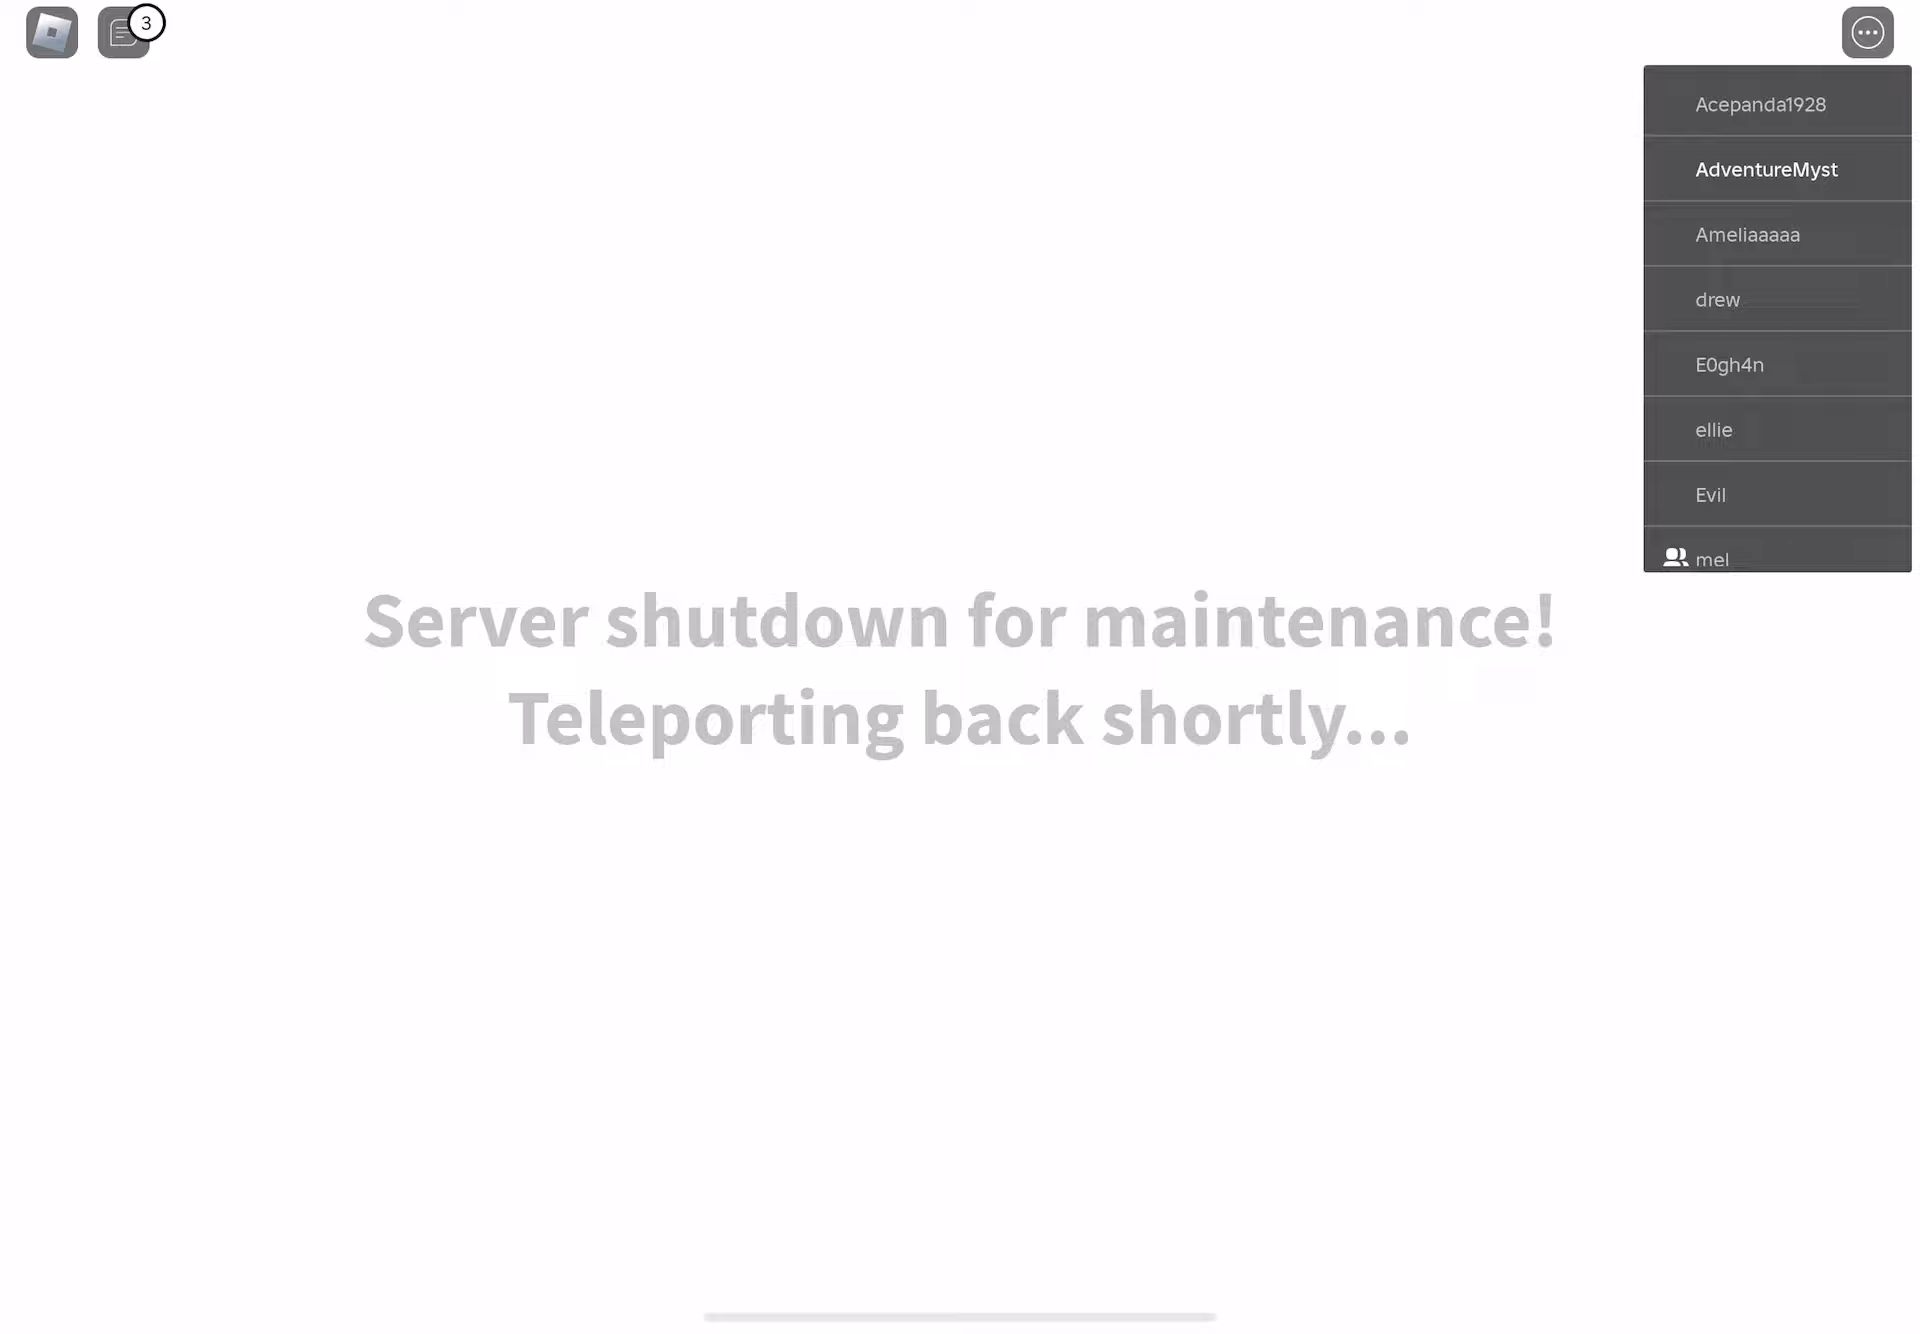 3
Acepanda1928
AdventureMyst
Ameliaaaaa
drew
E0gh4n
ellie
Evil
mel
Server shutdown for maintenance!
Teleporting back shortly...